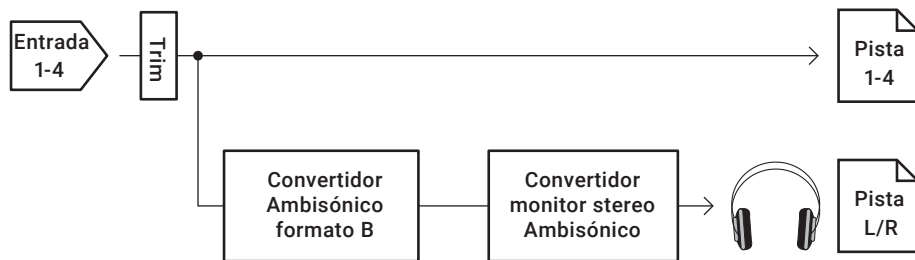 Entrada
1-4
Trim
Pista
1-4
Convertidor
Ambisónico
formato B
Convertidor
monitor stereo
Ambisónico
Pista
L/R